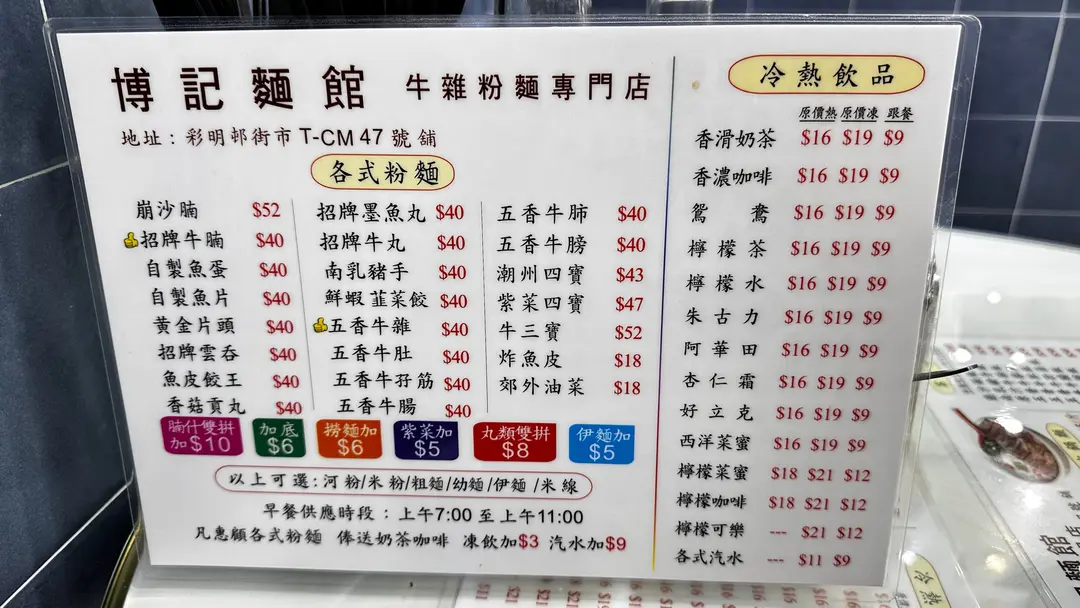 博記麵館 牛雜粉麵專門店
地址：彩明邨街市 T-CM 47 號舖
各式粉麵
崩沙腩 $52
招牌牛腩 $40
自製魚蛋 $40
自製魚片 $40
黃金片頭 $40
招牌雲吞 $40
魚皮餃王 $40
香菇貢丸 $40
招牌墨魚丸 $40
招牌牛丸 $40
南乳豬手 $40
鮮蝦韮菜餃 $40
五香牛雜 $40
五香牛肚 $40
五香牛孖筋 $40
五香牛腸 $40
五香牛肺 $40
五香牛膀 $40
潮州四寶 $43
紫菜四寶 $47
牛三寶 $52
炸魚皮 $18
郊外油菜 $18
腩什雙拼 加$10
加底 $6
撈麵加 $6
紫菜加 $5
丸類雙拼 $8
伊麵加 $5
以上可選：河粉/米粉/粗麵/幼麵/伊麵/米線
早餐供應時段：上午7:00至上午11:00
凡惠顧各式粉麵 俸送奶茶咖啡 凍飲加$3 汽水加$9
冷熱飲品
原價熱 原價凍 跟餐
香滑奶茶 $16 $19 $9
香濃咖啡 $16 $19 $9
鴛鴦 $16 $19 $9
檸檬茶 $16 $19 $9
檸檬水 $16 $19 $9
朱古力 $16 $19 $9
阿華田 $16 $19 $9
杏仁霜 $16 $19 $9
好立克 $16 $19 $9
西洋菜蜜 $16 $19 $9
檸檬菜蜜 $18 $21 $12
檸檬咖啡 $18 $21 $12
檸檬可樂 --- $21 $12
各式汽水 --- $11 $9